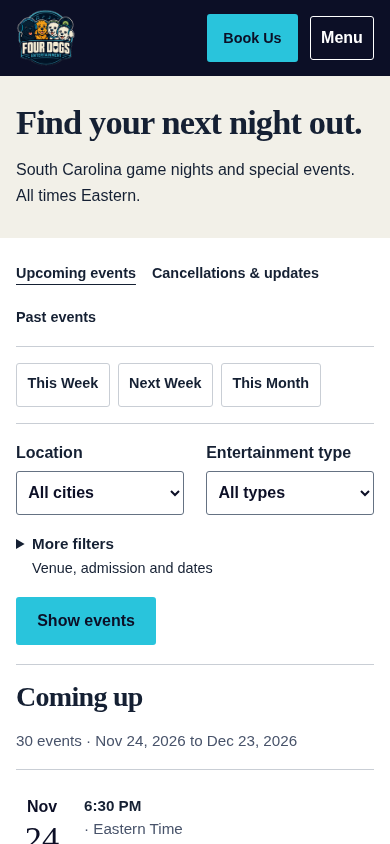 FOUR DOGS
ENTERTAINMENT
Book Us
Menu
Find your next night out.
South Carolina game nights and special events.
All times Eastern.
Upcoming events
Cancellations & updates
Past events
This Week
Next Week
This Month
Location
Entertainment type
All cities
All types
More filters
Venue, admission and dates
Show events
Coming up
30 events · Nov 24, 2026 to Dec 23, 2026
Nov
6:30 PM
24
· Eastern Time